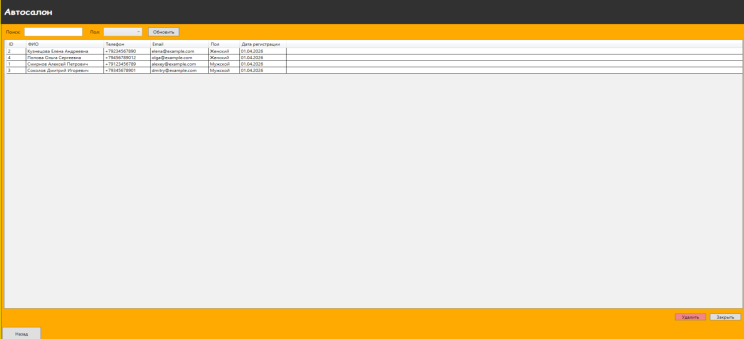 Автосалон
Поиск: Пол: Обновить
ID ФИО Телефон Email Пол Дата регистрации
2 Кузнецова Елена Андреевна +79234567890 elena@example.com Женский 01.04.2026
4 Попова Ольга Сергеевна +79456789012 olga@example.com Женский 01.04.2026
1 Смирнов Алексей Петрович +79123456789 alexey@example.com Мужской 01.04.2026
3 Соколов Дмитрий Игоревич +79345678901 dmitry@example.com Мужской 01.04.2026
Удалить Закрыть
Назад